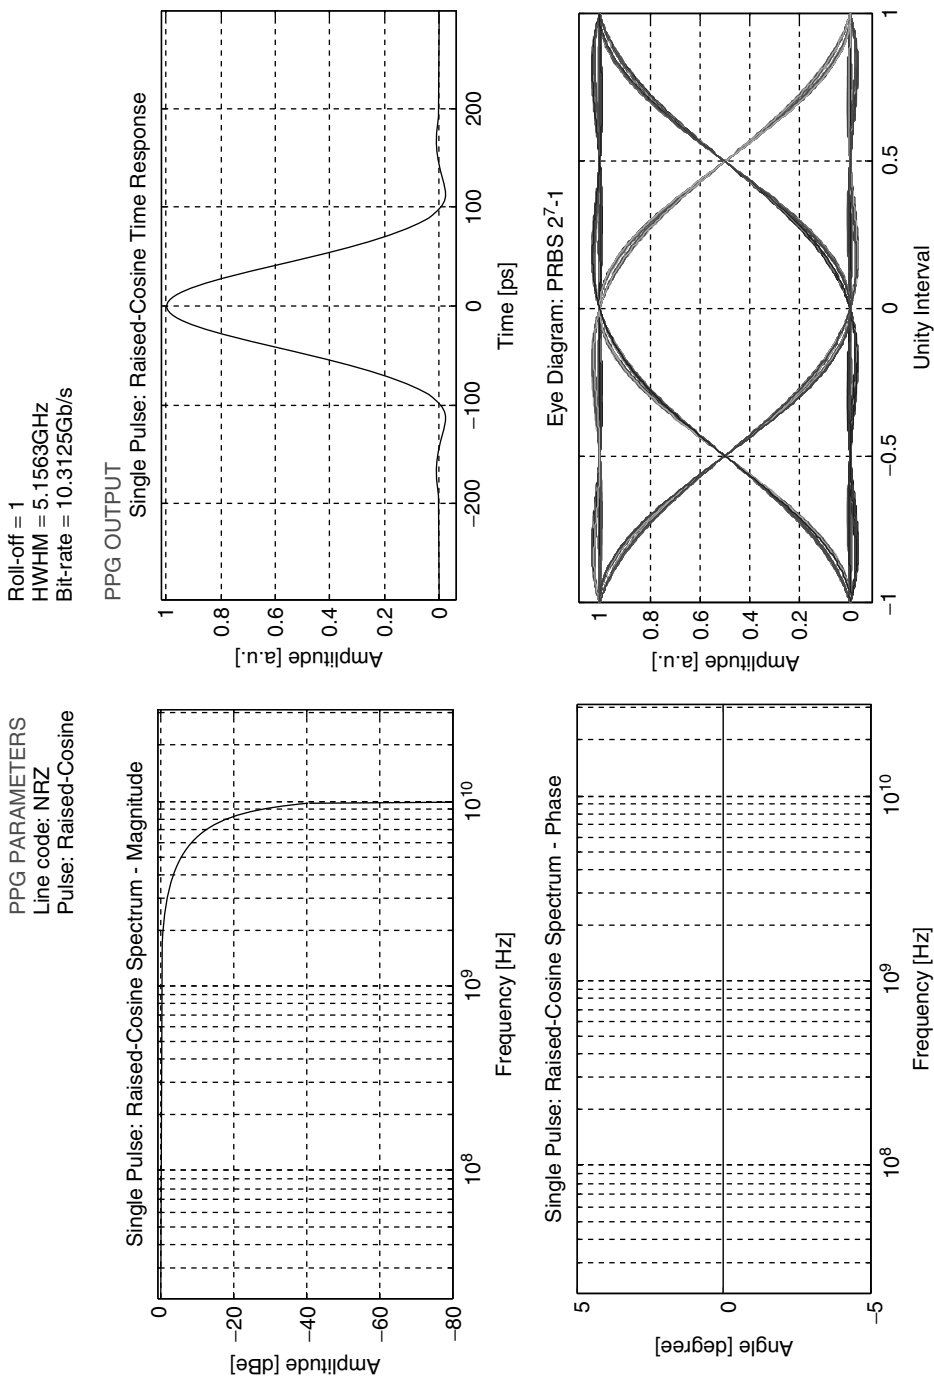 PPG PARAMETERS
Line code: NRZ
Pulse: Raised-Cosine
Roll-off = 1
HWHM = 5.1563GHz
Bit-rate = 10.3125Gb/s
PPG OUTPUT
Single Pulse: Raised-Cosine Spectrum - Magnitude
Amplitude [dBe]
0
−20
−40
−60
−80
10^8
10^9
10^10
Frequency [Hz]
Single Pulse: Raised-Cosine Time Response
Amplitude [a.u.]
1
0.8
0.6
0.4
0.2
0
−200
−100
0
100
200
Time [ps]
Single Pulse: Raised-Cosine Spectrum - Phase
Angle [degree]
5
0
−5
10^8
10^9
10^10
Frequency [Hz]
Eye Diagram: PRBS 2^7-1
Amplitude [a.u.]
1
0.8
0.6
0.4
0.2
0
−1
−0.5
0
0.5
1
Unity Interval